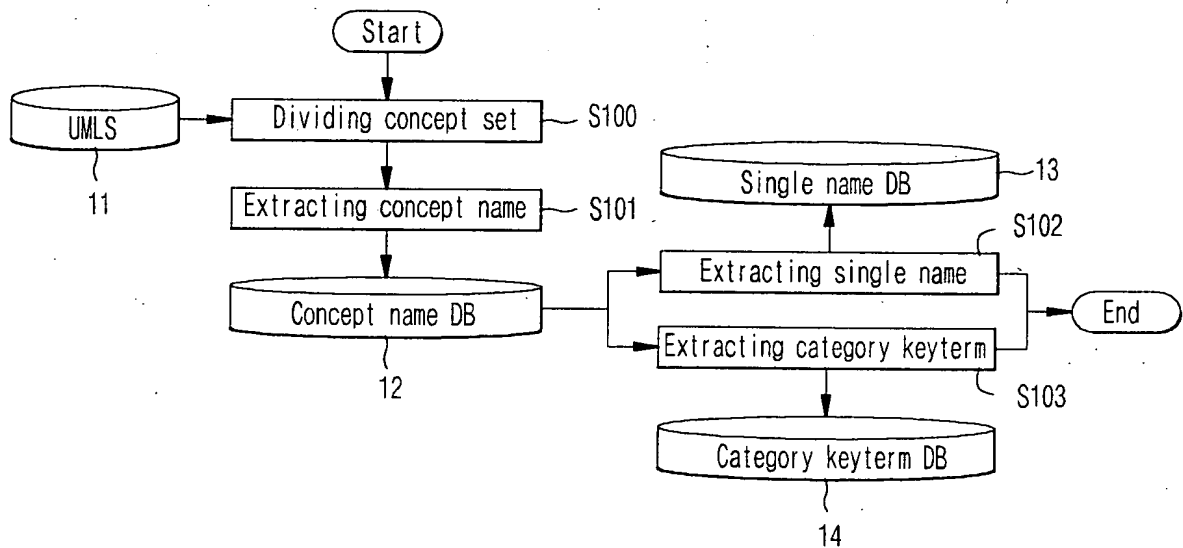 Start
UMLS
Dividing concept set
S100
11
Extracting concept name
S101
Single name DB
13
S102
Extracting single name
Concept name DB
End
12
Extracting category keyterm
S103
Category keyterm DB
14